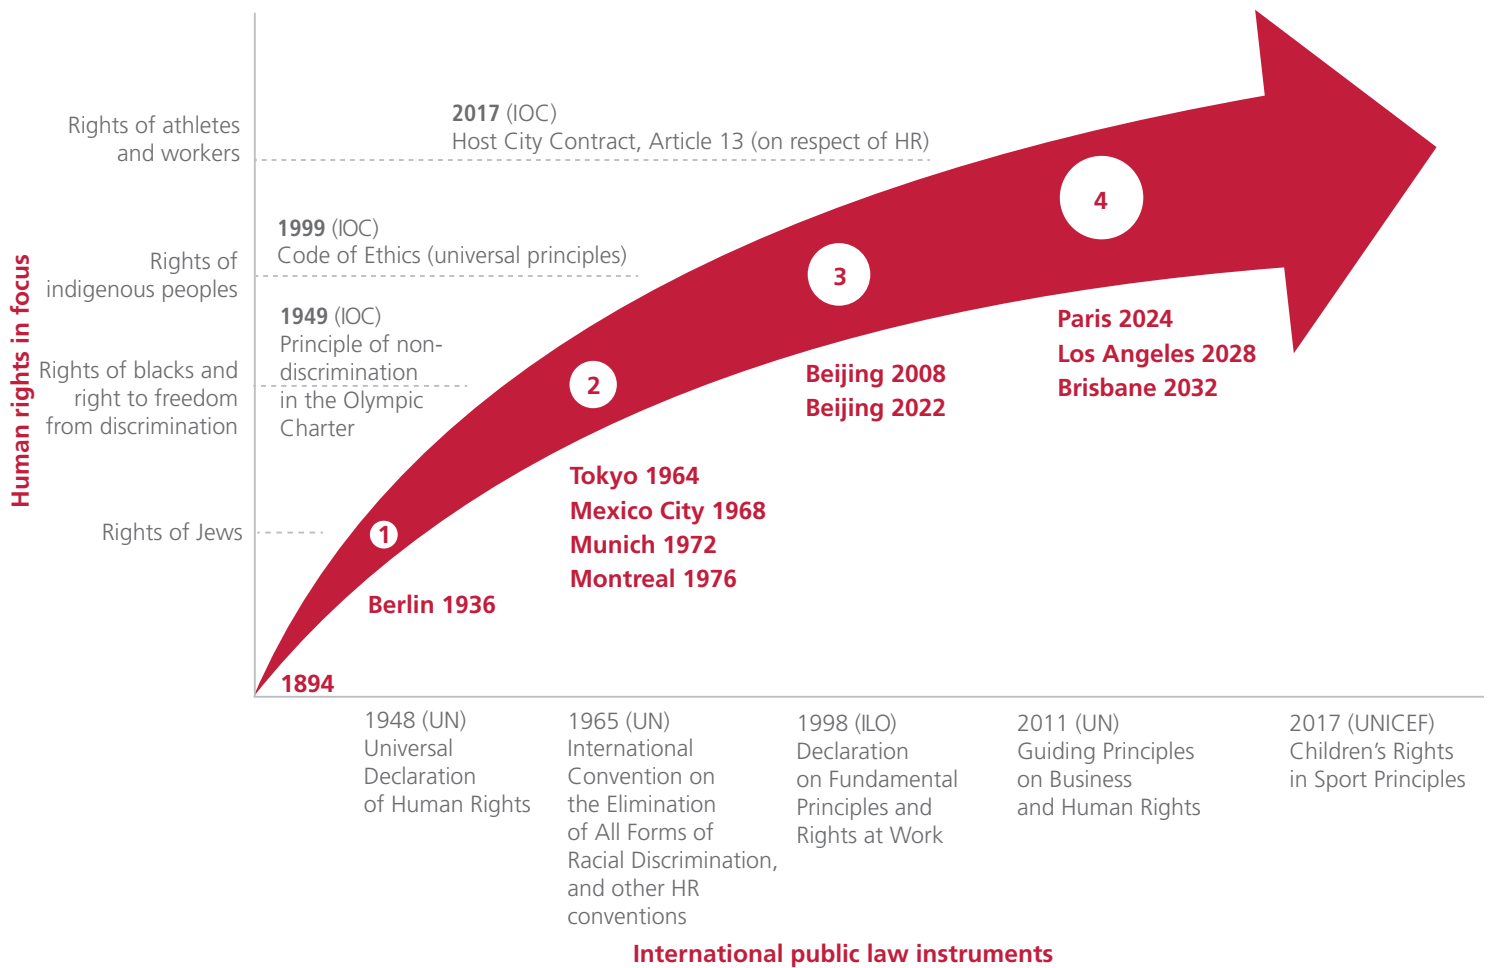 Human rights in focus
Rights of athletes
and workers
Rights of
indigenous peoples
Rights of blacks and
right to freedom
from discrimination
Rights of Jews
2017 (IOC)
Host City Contract, Article 13 (on respect of HR)
1999 (IOC)
Code of Ethics (universal principles)
1949 (IOC)
Principle of non-
discrimination
in the Olympic
Charter
1
2
3
4
Berlin 1936
Tokyo 1964
Mexico City 1968
Munich 1972
Montreal 1976
Beijing 2008
Beijing 2022
Paris 2024
Los Angeles 2028
Brisbane 2032
1894
1948 (UN)
Universal
Declaration
of Human Rights
1965 (UN)
International
Convention on
the Elimination
of All Forms of
Racial Discrimination,
and other HR
conventions
1998 (ILO)
Declaration
on Fundamental
Principles and
Rights at Work
2011 (UN)
Guiding Principles
on Business
and Human Rights
2017 (UNICEF)
Children’s Rights
in Sport Principles
International public law instruments